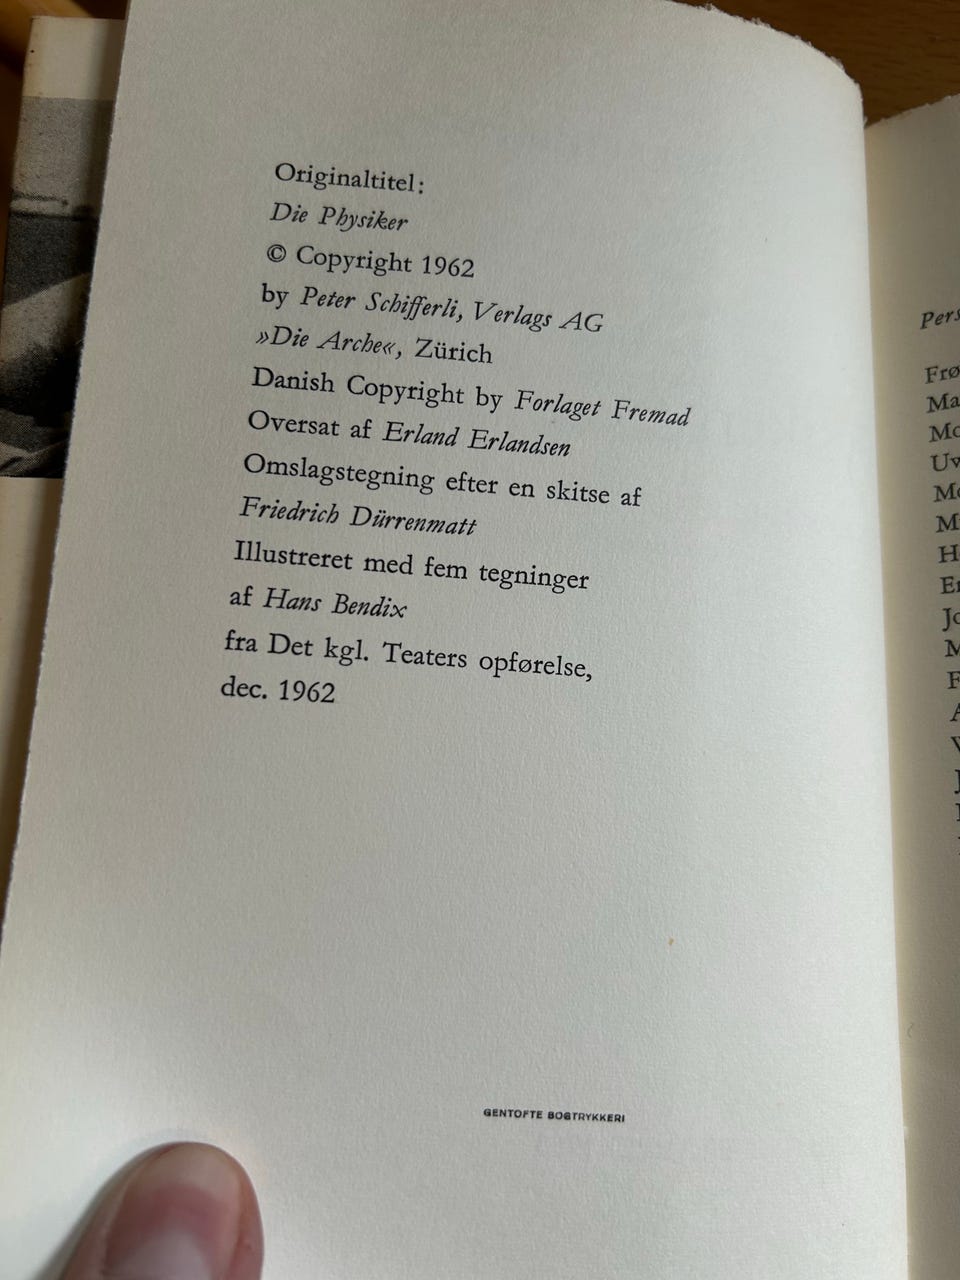 Originaltitel:
Die Physiker
© Copyright 1962
by Peter Schifferli, Verlags AG
»Die Arche«, Zürich
Danish Copyright by Forlaget Fremad
Oversat af Erland Erlandsen
Omslagstegning efter en skitse af
Friedrich Dürrenmatt
Illustreret med fem tegninger
af Hans Bendix
fra Det kgl. Teaters opførelse,
dec. 1962
GENTOFTE BOGTRYKKERI